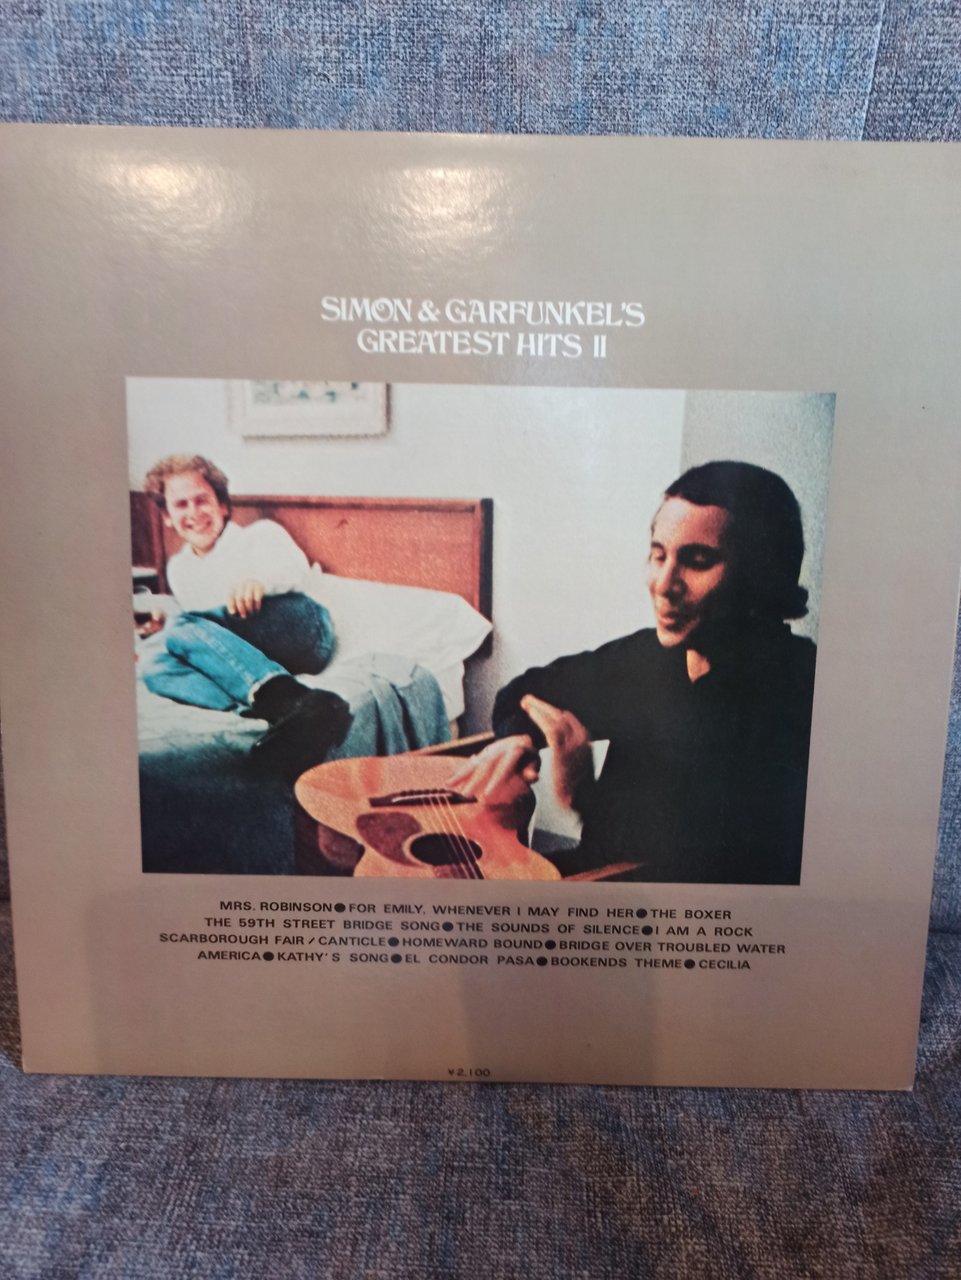 SIMON & GARFUNKEL'S
GREATEST HITS II
MRS. ROBINSON●FOR EMILY, WHENEVER I MAY FIND HER●THE BOXER
THE 59TH STREET BRIDGE SONG●THE SOUNDS OF SILENCE●I AM A ROCK
SCARBOROUGH FAIR/CANTICLE●HOMEWARD BOUND●BRIDGE OVER TROUBLED WATER
AMERICA●KATHY'S SONG●EL CONDOR PASA●BOOKENDS THEME●CECILIA
¥2,100